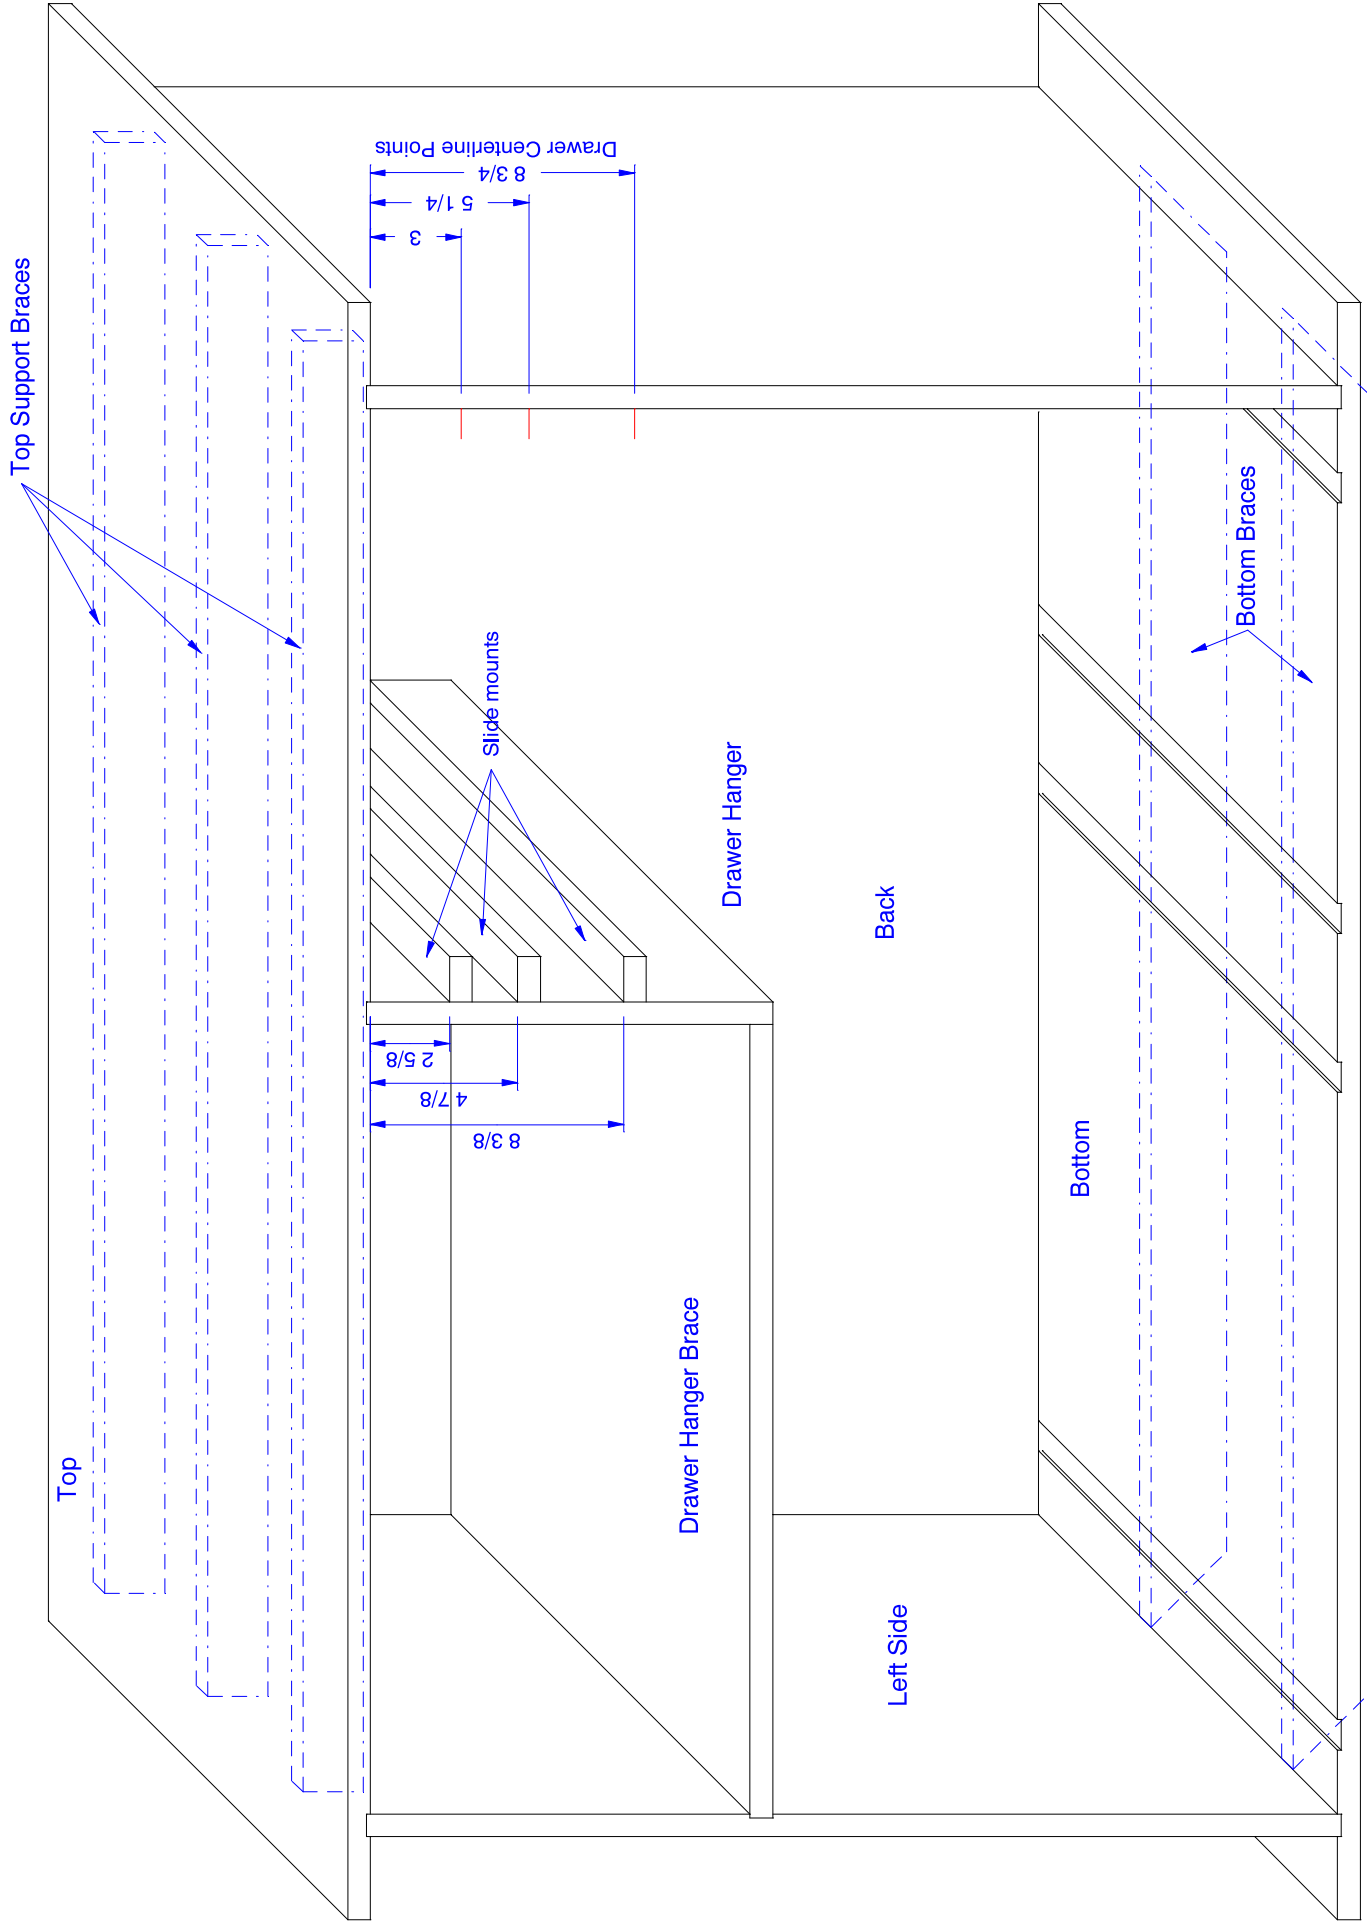 Top Support Braces
Top
Drawer Centerline Points
8 3/4
5 1/4
3
Slide mounts
2 5/8
4 7/8
8 3/8
Drawer Hanger
Drawer Hanger Brace
Back
Left Side
Bottom
Bottom Braces